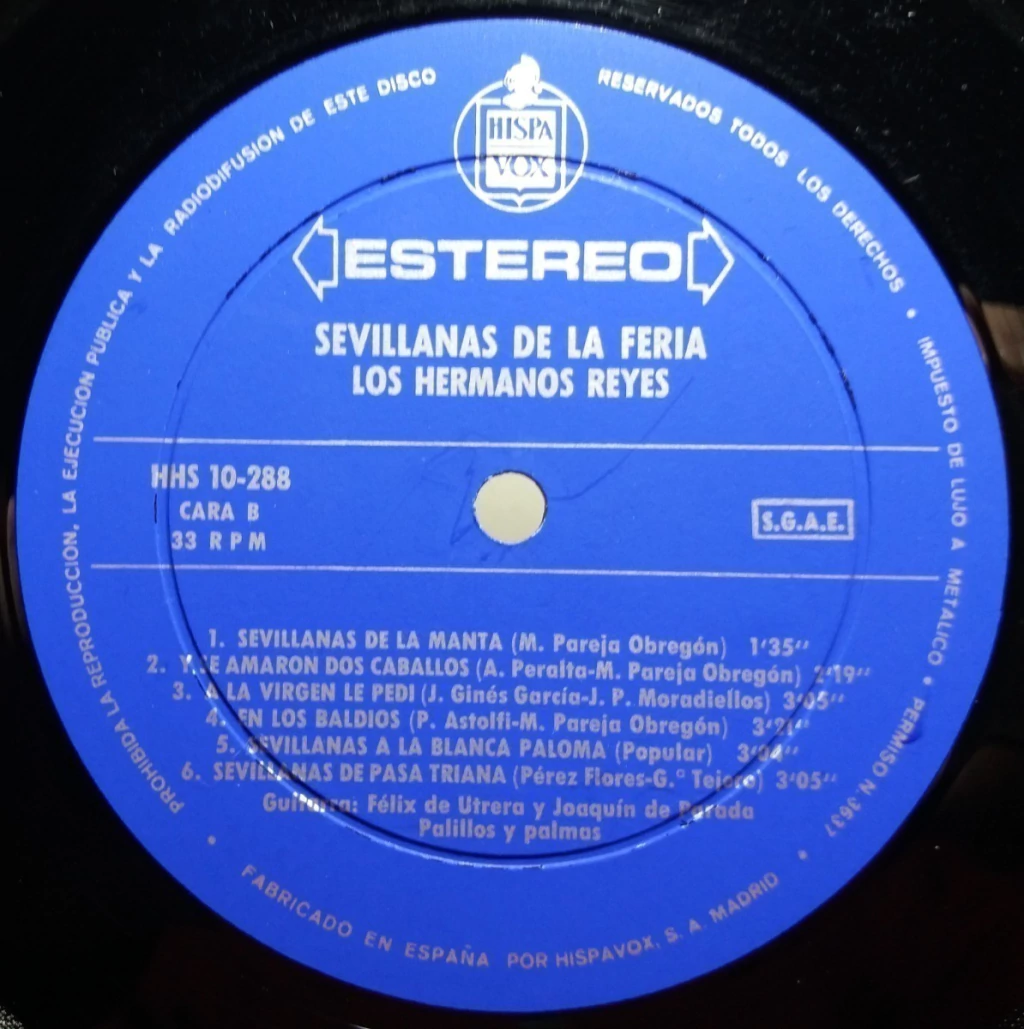 PROHIBIDA LA REPRODUCCION, LA EJECUCION PUBLICA Y LA RADIODIFUSION DE ESTE DISCO
RESERVADOS TODOS LOS DERECHOS • IMPUESTO DE LUJO A METALICO • PERMISO N 3637
HISPA
VOX
ESTEREO
SEVILLANAS DE LA FERIA
LOS HERMANOS REYES
HHS 10-288
CARA B
33 RPM
S.G.A.E.
1. SEVILLANAS DE LA MANTA (M. Pareja Obregón) 1'35"
2. Y SE AMARON DOS CABALLOS (A. Peralta-M. Pareja Obregón) 2'19"
3. A LA VIRGEN LE PEDI (J. Ginés García-J. P. Moradiellos) 3'05"
4. EN LOS BALDIOS (P. Astolfi-M. Pareja Obregón)
5. SEVILLANAS A LA BLANCA PALOMA (Popular) 3'04"
6. SEVILLANAS DE PASA TRIANA (Pérez Flores-G.ª Tejero) 3'05"
Guitarra: Félix de Utrera y Joaquín de Parada
Palillos y palmas
FABRICADO EN ESPAÑA POR HISPAVOX, S. A. MADRID